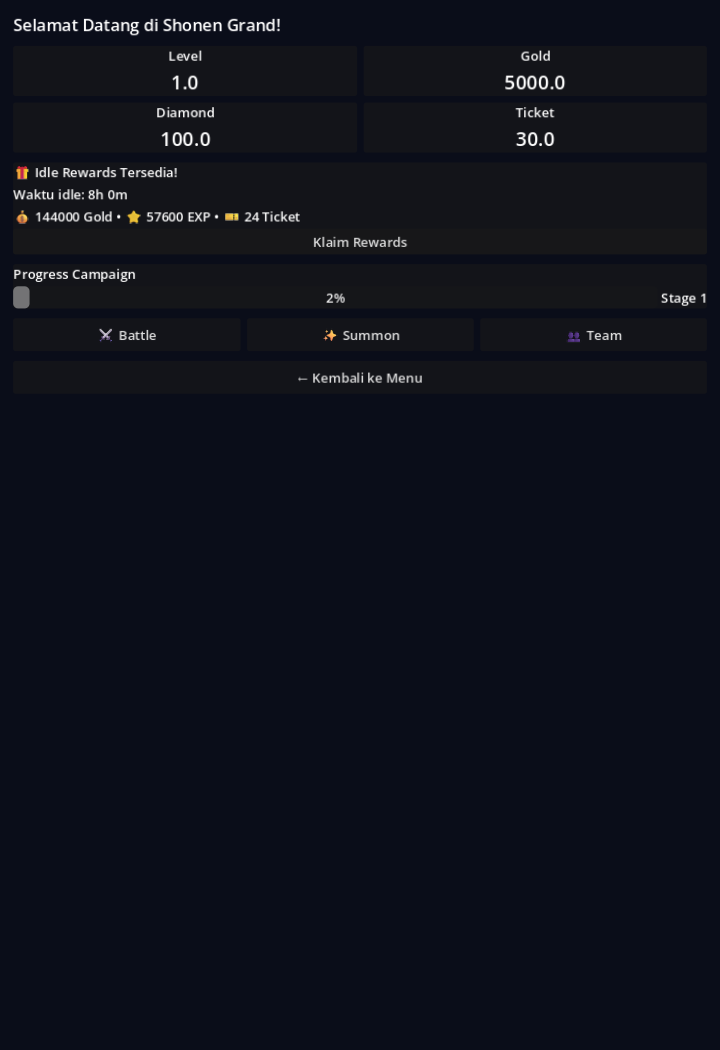 Selamat Datang di Shonen Grand!
Level
1.0
Gold
5000.0
Diamond
100.0
Ticket
30.0
🎁 Idle Rewards Tersedia!
Waktu idle: 8h 0m
💰 144000 Gold • ⭐ 57600 EXP • 🎫 24 Ticket
Klaim Rewards
Progress Campaign
2%
Stage 1
⚔️ Battle
✨ Summon
👥 Team
← Kembali ke Menu